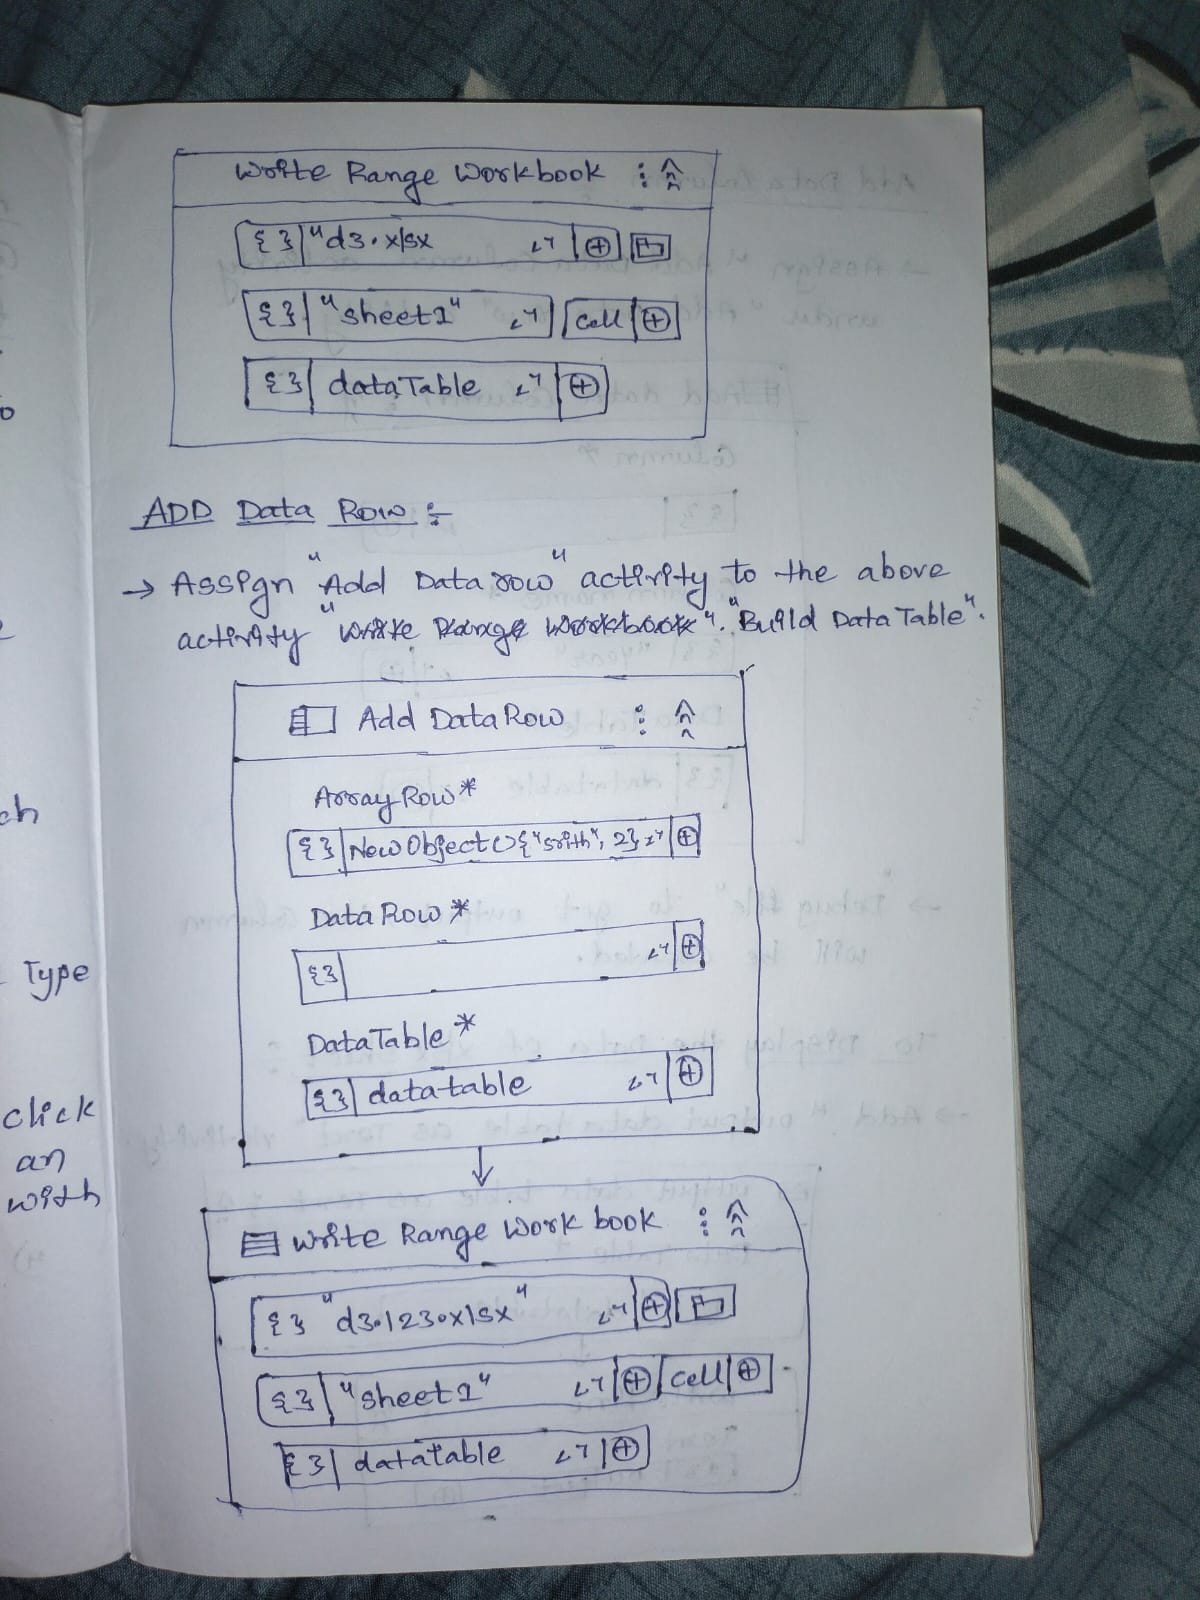 Write Range Workbook
{ } "d3.xlsx
{ } "sheet1" cell
{ } dataTable
ADD Data Row :-
→ Assign "Add Data row" activity to the above
activity "Write Range Workbook". "Build Data Table".
Add Data Row
Array Row*
{ } New Object(){"srith", 2}
Data Row*
{ }
DataTable*
{ } datatable
Write Range Work book
{ } "d3.123.xlsx"
{ } "sheet1" cell
{ } datatable
ch
Type
click
an
with